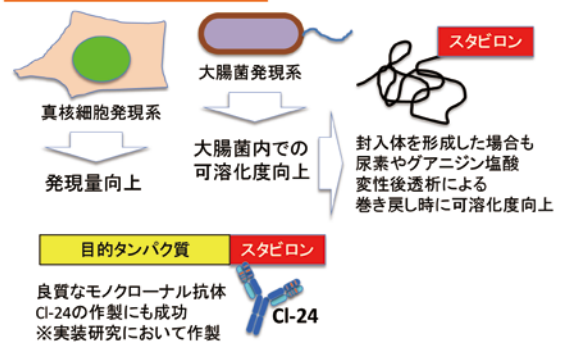 スタビロン
真核細胞発現系
大腸菌発現系
発現量向上
大腸菌内での
可溶化度向上
封入体を形成した場合も
尿素やグアニジン塩酸
変性後透析による
巻き戻し時に可溶化度向上
目的タンパク質
スタビロン
良質なモノクローナル抗体
Cl-24の作製にも成功
※実装研究において作製
Cl-24